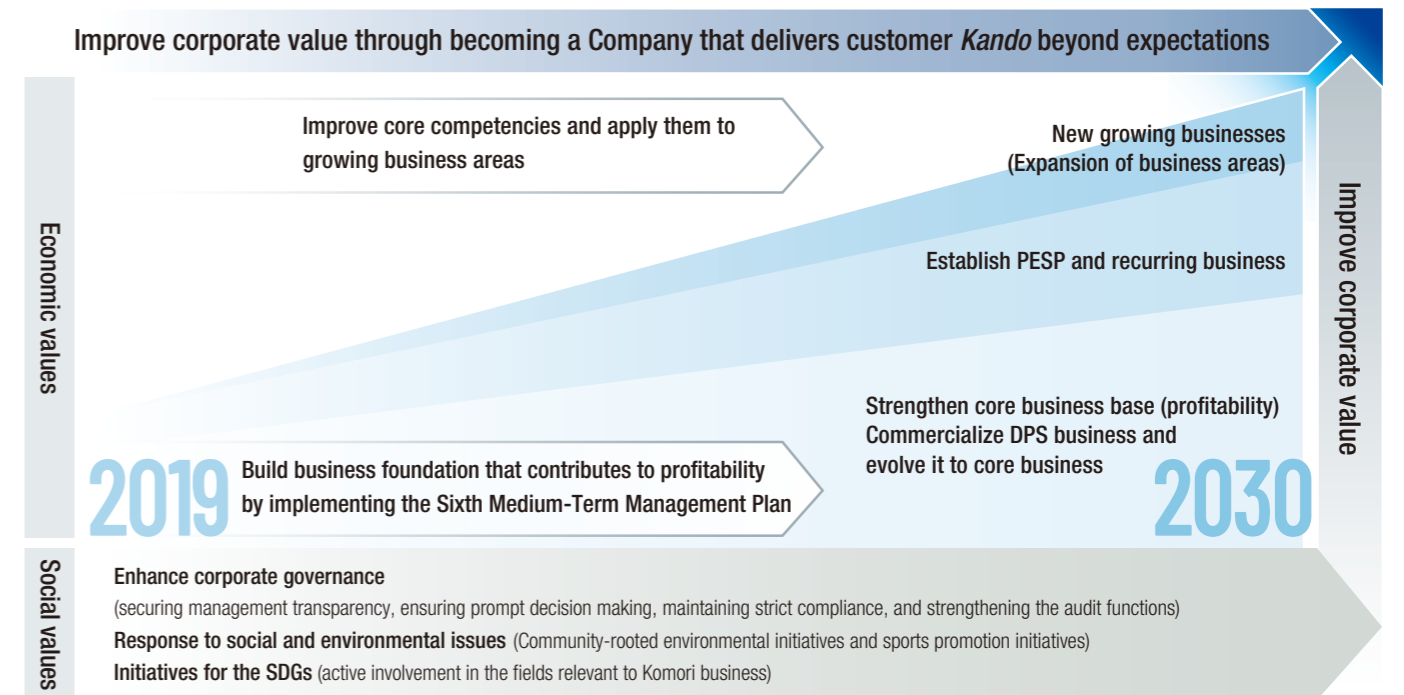 Improve corporate value through becoming a Company that delivers customer Kando beyond expectations
Economic values
Improve core competencies and apply them to
growing business areas
New growing businesses
(Expansion of business areas)
Establish PESP and recurring business
Strengthen core business base (profitability)
Commercialize DPS business and
evolve it to core business
2019
Build business foundation that contributes to profitability
by implementing the Sixth Medium-Term Management Plan
2030
Improve corporate value
Social values
Enhance corporate governance
(securing management transparency, ensuring prompt decision making, maintaining strict compliance, and strengthening the audit functions)
Response to social and environmental issues (Community-rooted environmental initiatives and sports promotion initiatives)
Initiatives for the SDGs (active involvement in the fields relevant to Komori business)